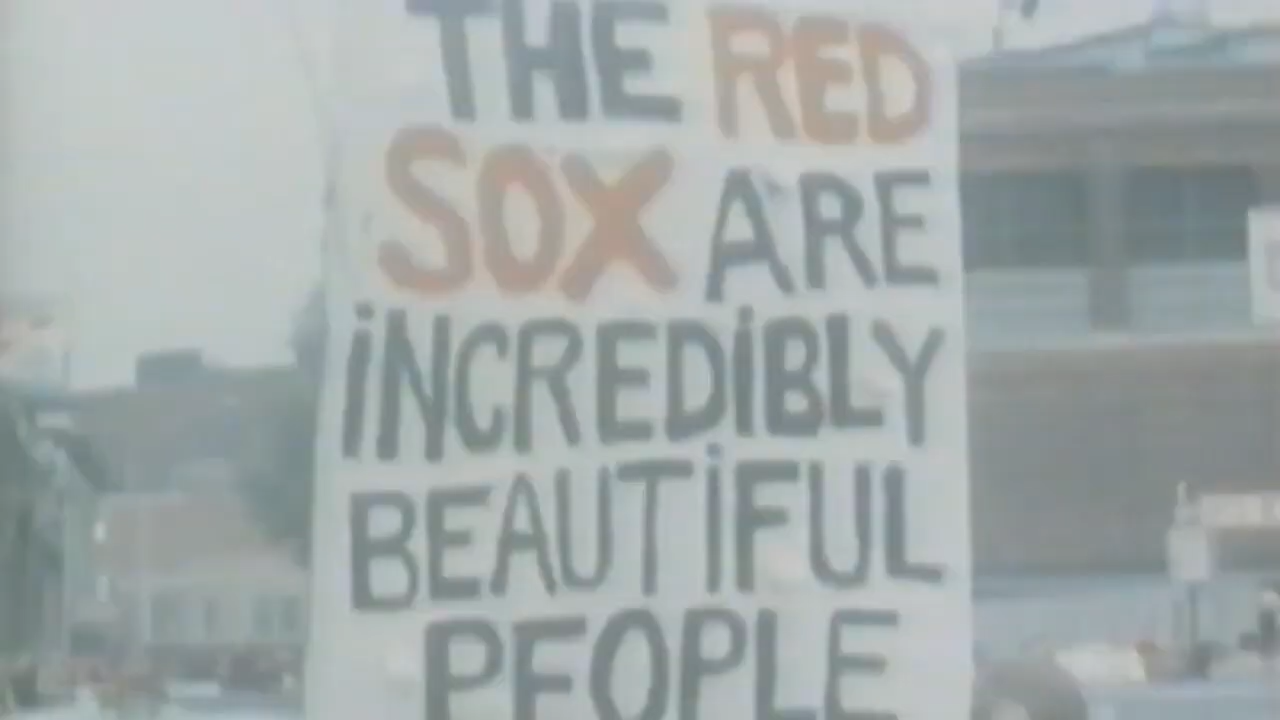 THE RED
SOX ARE
iNCREDiBLY
BEAUTiFUL
PEOPLE